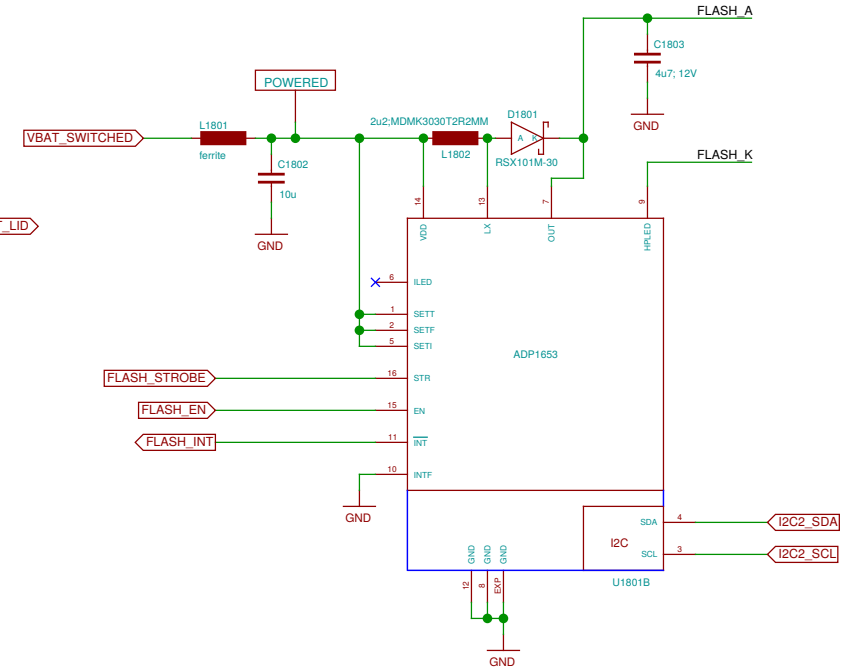 FLASH_A
C1803
4u7; 12V
GND
POWERED
L1801
VBAT_SWITCHED
ferrite
C1802
10u
GND
2u2;MDMK3030T2R2MM
L1802
D1801
A K
RSX101M-30
FLASH_K
T_LID
14
13
7
9
VDD
LX
OUT
HPLED
6
ILED
1
SETT
2
SETF
5
SETI
ADP1653
FLASH_STROBE
16
STR
FLASH_EN
15
EN
FLASH_INT
11
INT
10
INTF
GND
GND
GND
GND
12
8
EXP
GND
I2C
SDA
4
I2C2_SDA
SCL
3
I2C2_SCL
U1801B